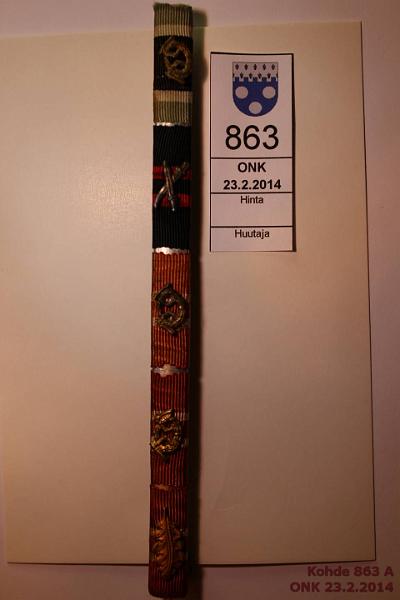 863
ONK
23.2.2014
Hinta
Huutaja
Kohde 863 A
ONK 23.2.2014